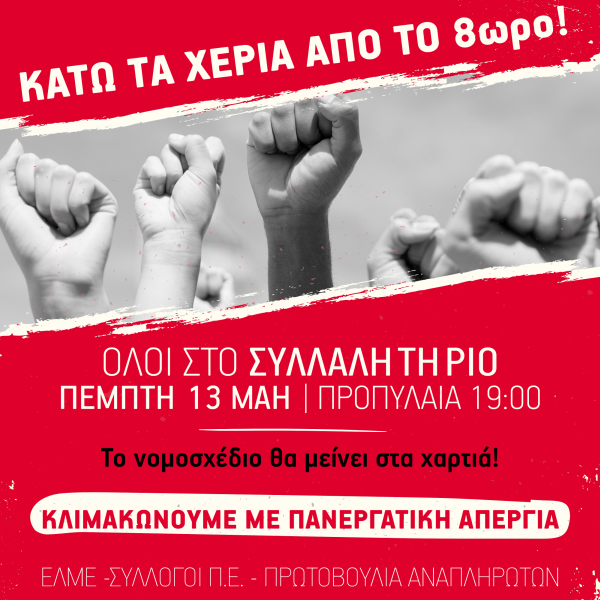 ΚΑΤΩ ΤΑ ΧΕΡΙΑ ΑΠΟ ΤΟ 8ωρο!
ΟΛΟΙ ΣΤΟ ΣΥΛΛΑΛΗΤΗΡΙΟ
ΠΕΜΠΤΗ 13 ΜΑΗ | ΠΡΟΠΥΛΑΙΑ 19:00
Το νομοσχέδιο θα μείνει στα χαρτιά!
ΚΛΙΜΑΚΩΝΟΥΜΕ ΜΕ ΠΑΝΕΡΓΑΤΙΚΗ ΑΠΕΡΓΙΑ
ΕΛΜΕ -ΣΥΛΛΟΓΟΙ Π.Ε. - ΠΡΩΤΟΒΟΥΛΙΑ ΑΝΑΠΛΗΡΩΤΩΝ